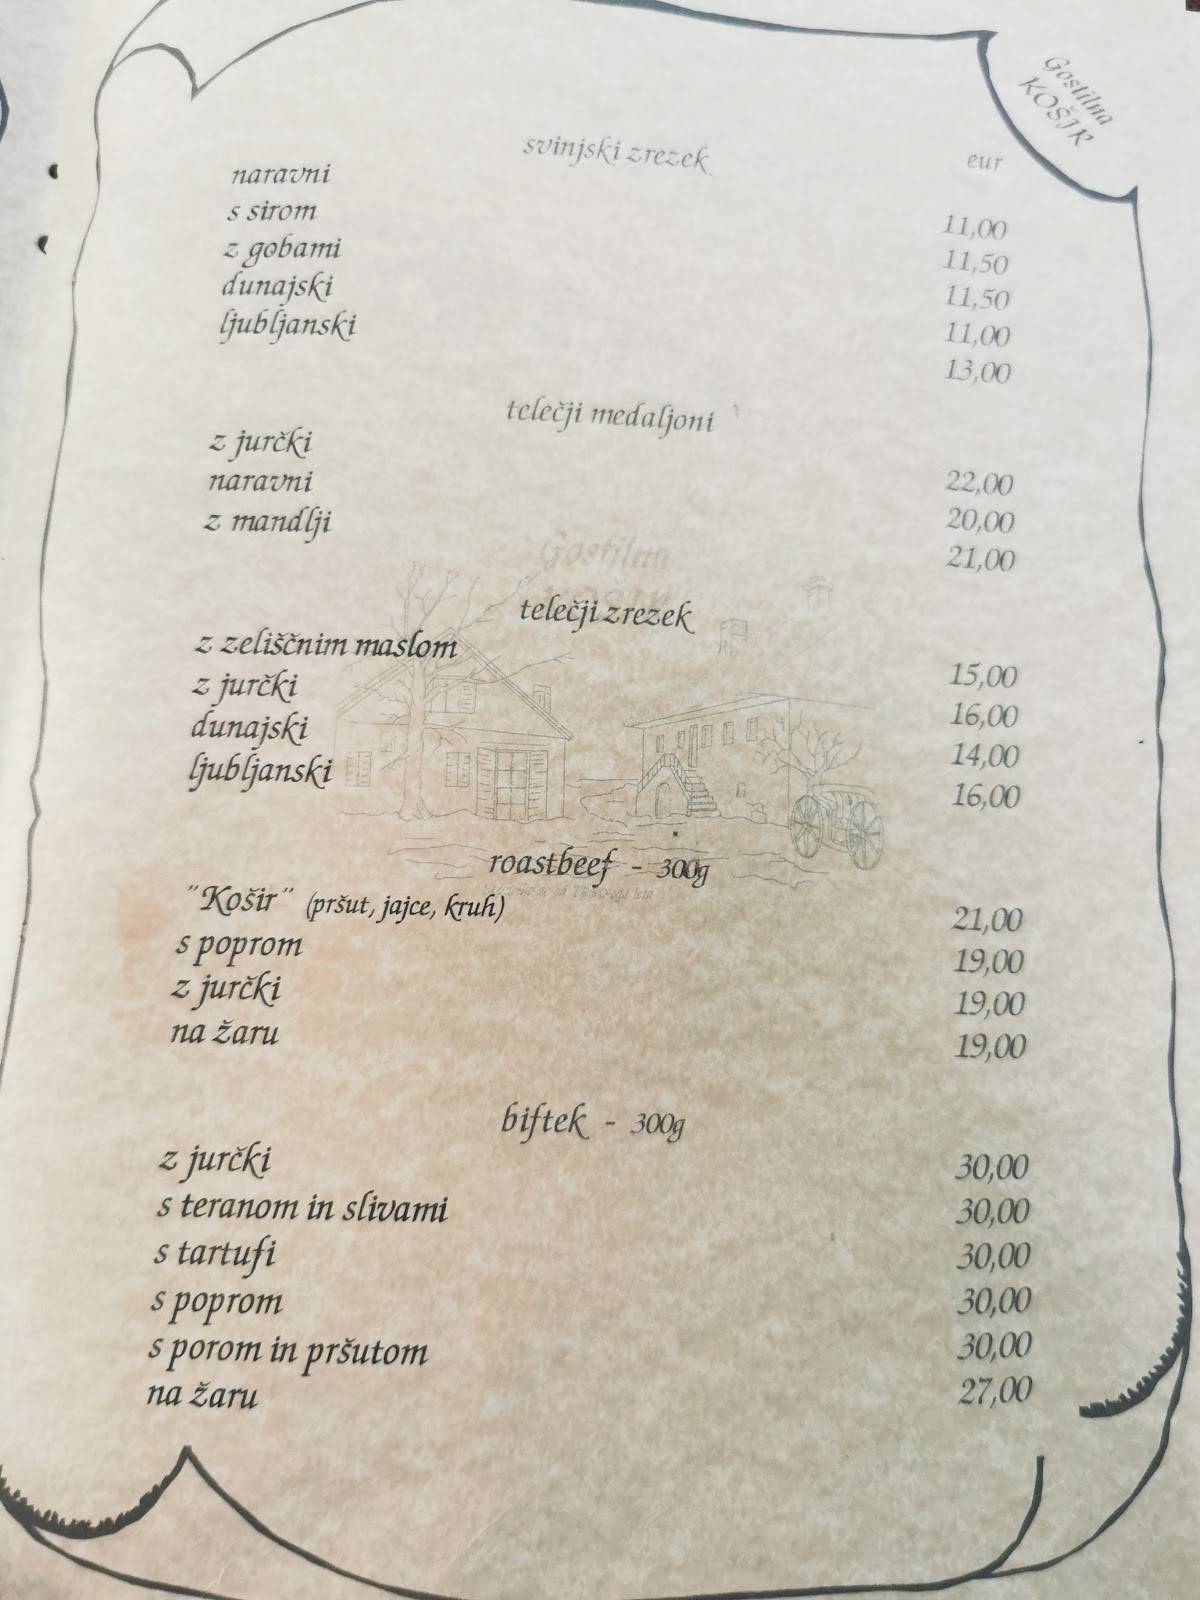 Gostilna
KOŠIR
svinjski zrezek eur
naravni 11,00
s sirom 11,50
z gobami 11,50
dunajski 11,00
ljubljanski 13,00
telečji medaljoni
z jurčki 22,00
naravni 20,00
z mandlji 21,00
Gostilna
telečji zrezek
z zeliščnim maslom 15,00
z jurčki 16,00
dunajski 14,00
ljubljanski 16,00
roastbeef - 300g
"Košir" (pršut, jajce, kruh) 21,00
s poprom 19,00
z jurčki 19,00
na žaru 19,00
biftek - 300g
z jurčki 30,00
s teranom in slivami 30,00
s tartufi 30,00
s poprom 30,00
s porom in pršutom 30,00
na žaru 27,00